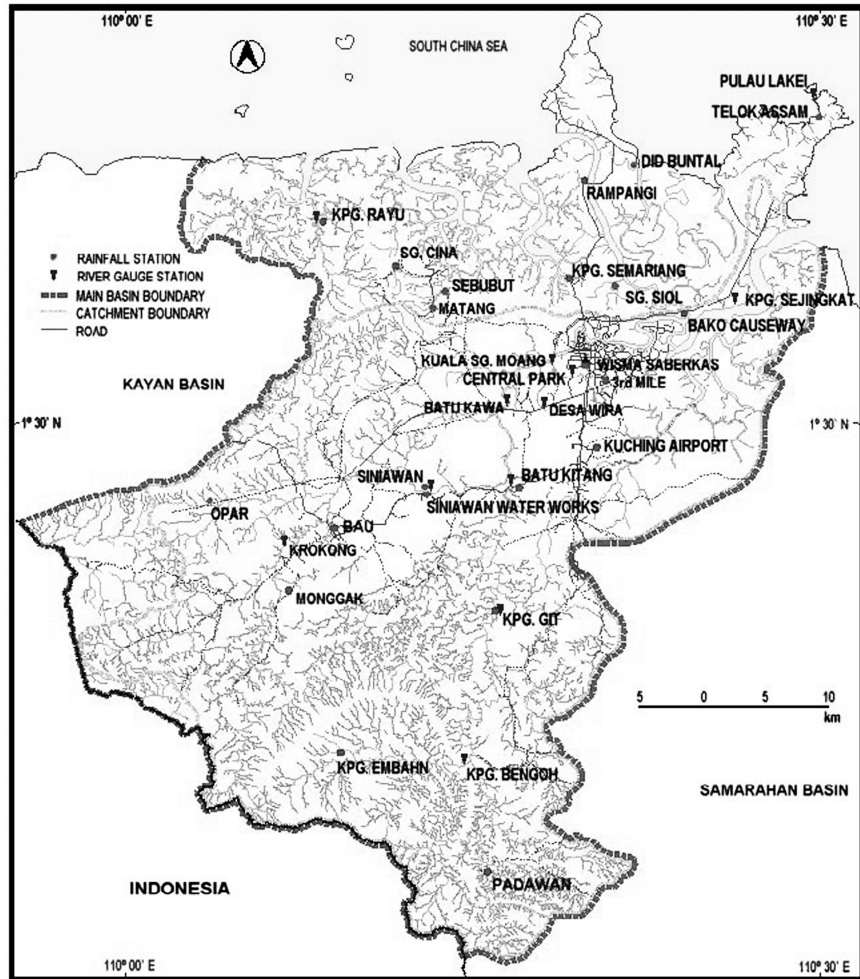 110° 00' E
110° 30' E
SOUTH CHINA SEA
PULAU LAKEI
TELOK ASSAM
DID BUNTAL
RAMPANGI
KPG. RAYU
SG. CINA
RAINFALL STATION
RIVER GAUGE STATION
MAIN BASIN BOUNDARY
CATCHMENT BOUNDARY
ROAD
KPG. SEMARIANG
SEBUBUT
SG. SIOL
KPG. SEJINGKAT
MATANG
BAKO CAUSEWAY
KUALA SG. MOANG
WISMA SABERKAS
CENTRAL PARK
3rd MILE
KAYAN BASIN
BATU KAWA
DESA WIRA
1° 30' N
1° 30' N
KUCHING AIRPORT
SINIAWAN
BATU KITANG
SINIAWAN WATER WORKS
OPAR
BAU
KROKONG
MONGGAK
KPG. GIT
5 0 5 10
km
KPG. EMBAHN
KPG. BENGOH
SAMARAHAN BASIN
PADAWAN
INDONESIA
110° 00' E
110° 30' E